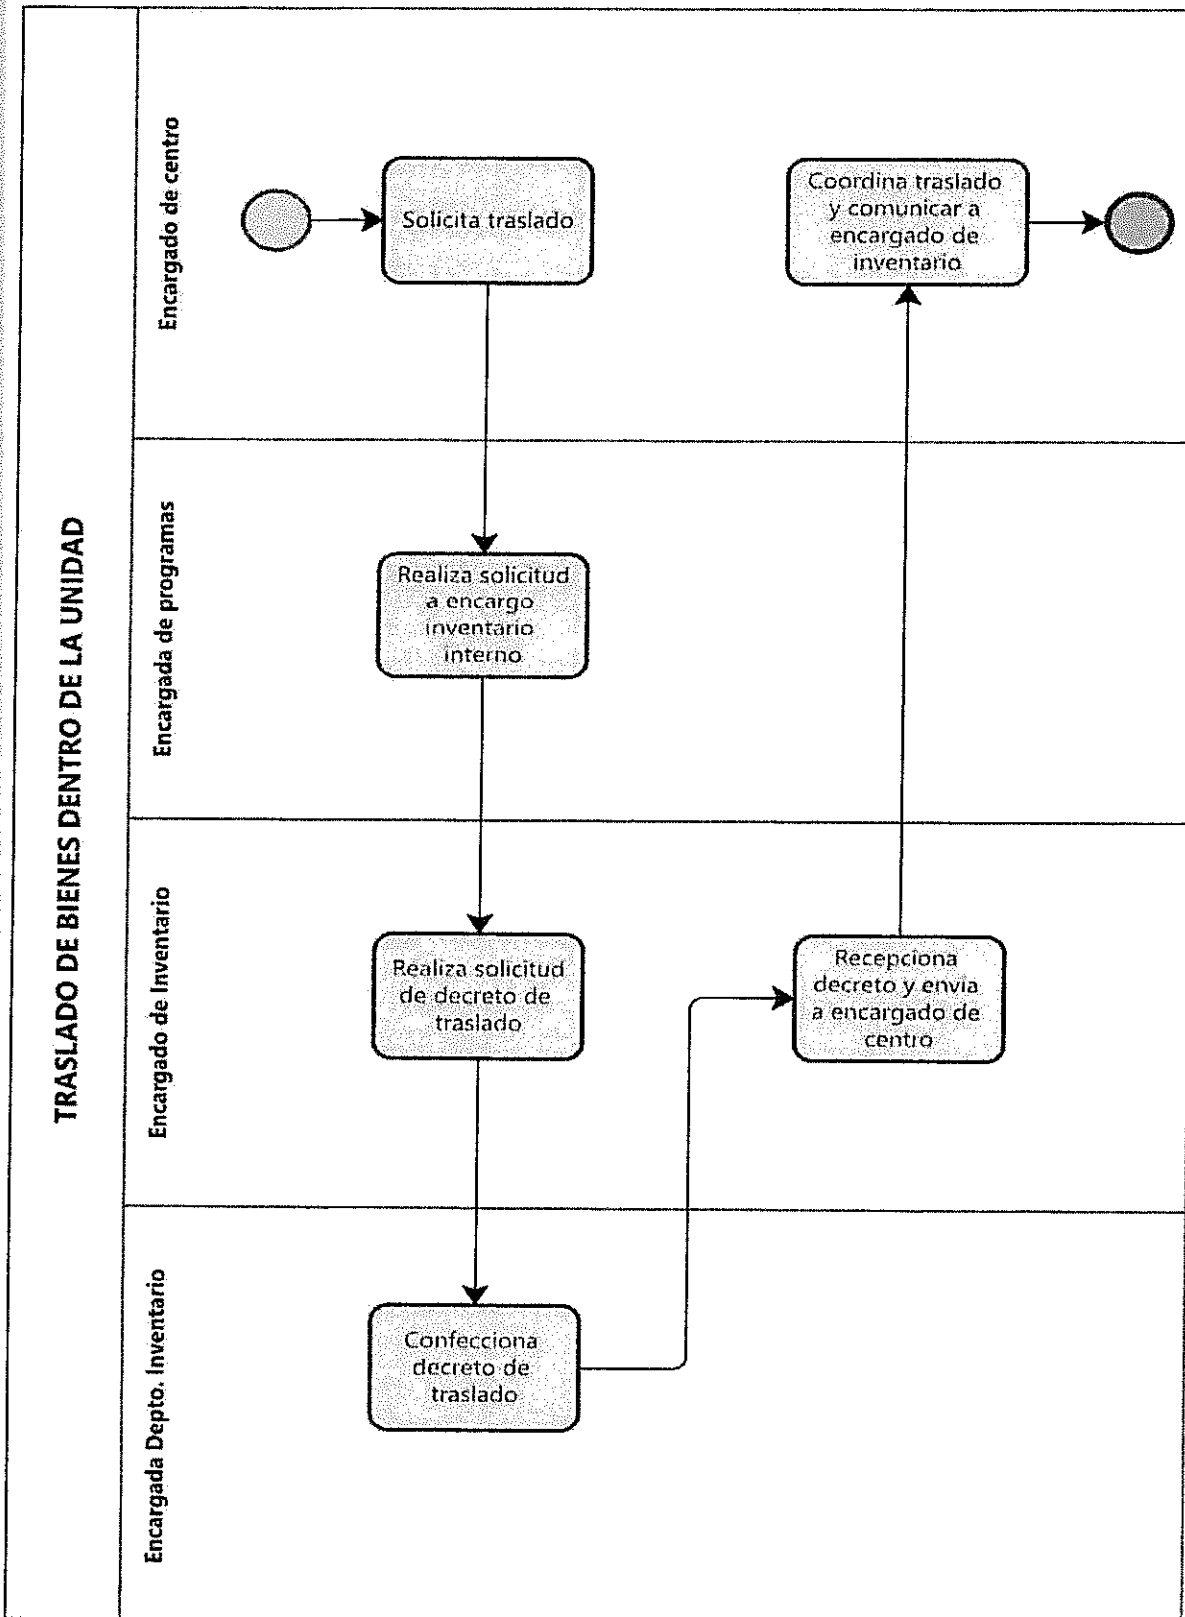 TRASLADO DE BIENES DENTRO DE LA UNIDAD
Encargado de centro
Solicita traslado
Coordina traslado
y comunicar a
encargado de
inventario
Encargada de programas
Realiza solicitud
a encargo
inventario
interno
Encargado de Inventario
Realiza solicitud
de decreto de
traslado
Recepciona
decreto y envia
a encargado de
centro
Encargada Depto. Inventario
Confecciona
decreto de
traslado